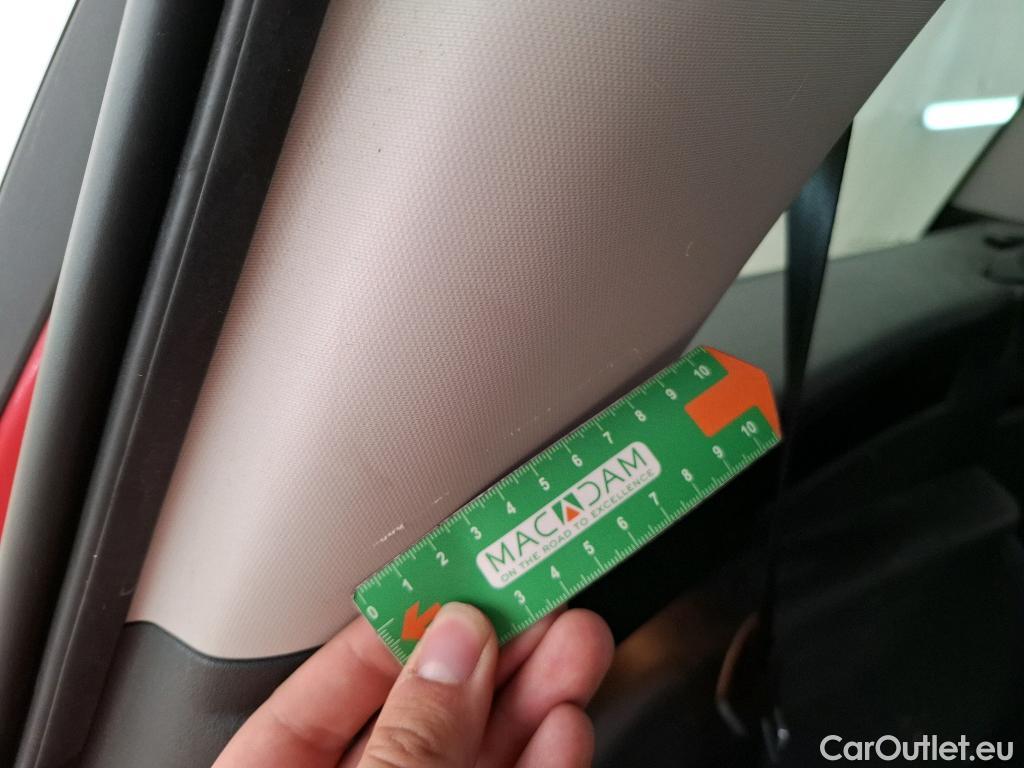 0 1 2 3 4 5 6 7 8 9 10
MACADAM
ON THE ROAD TO EXCELLENCE
3 4 5 6 7 8 9 10
CarOutlet.eu